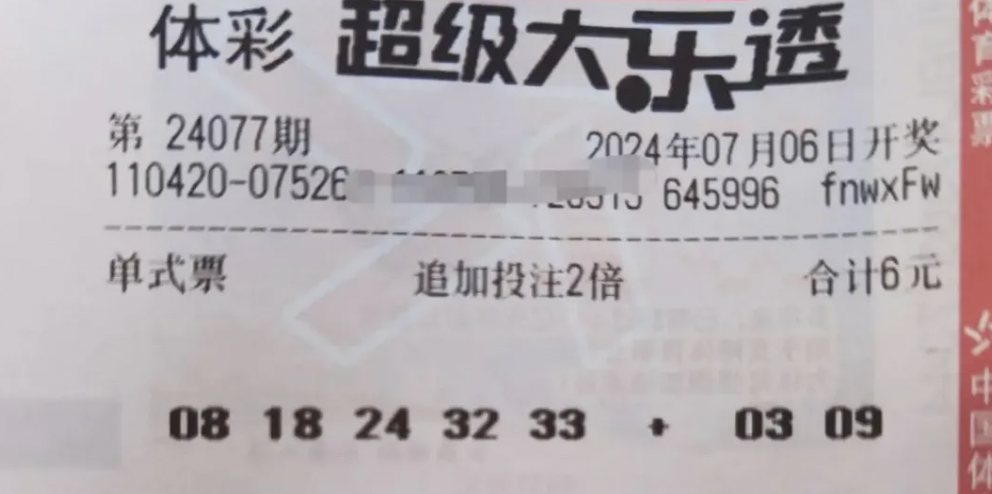 体彩 超级大乐透
第 24077期 2024年07月06日开奖
110420-07526 645996 fnwxFw
单式票 追加投注2倍 合计6元
08 18 24 32 33 + 03 09
体育彩票
中国体